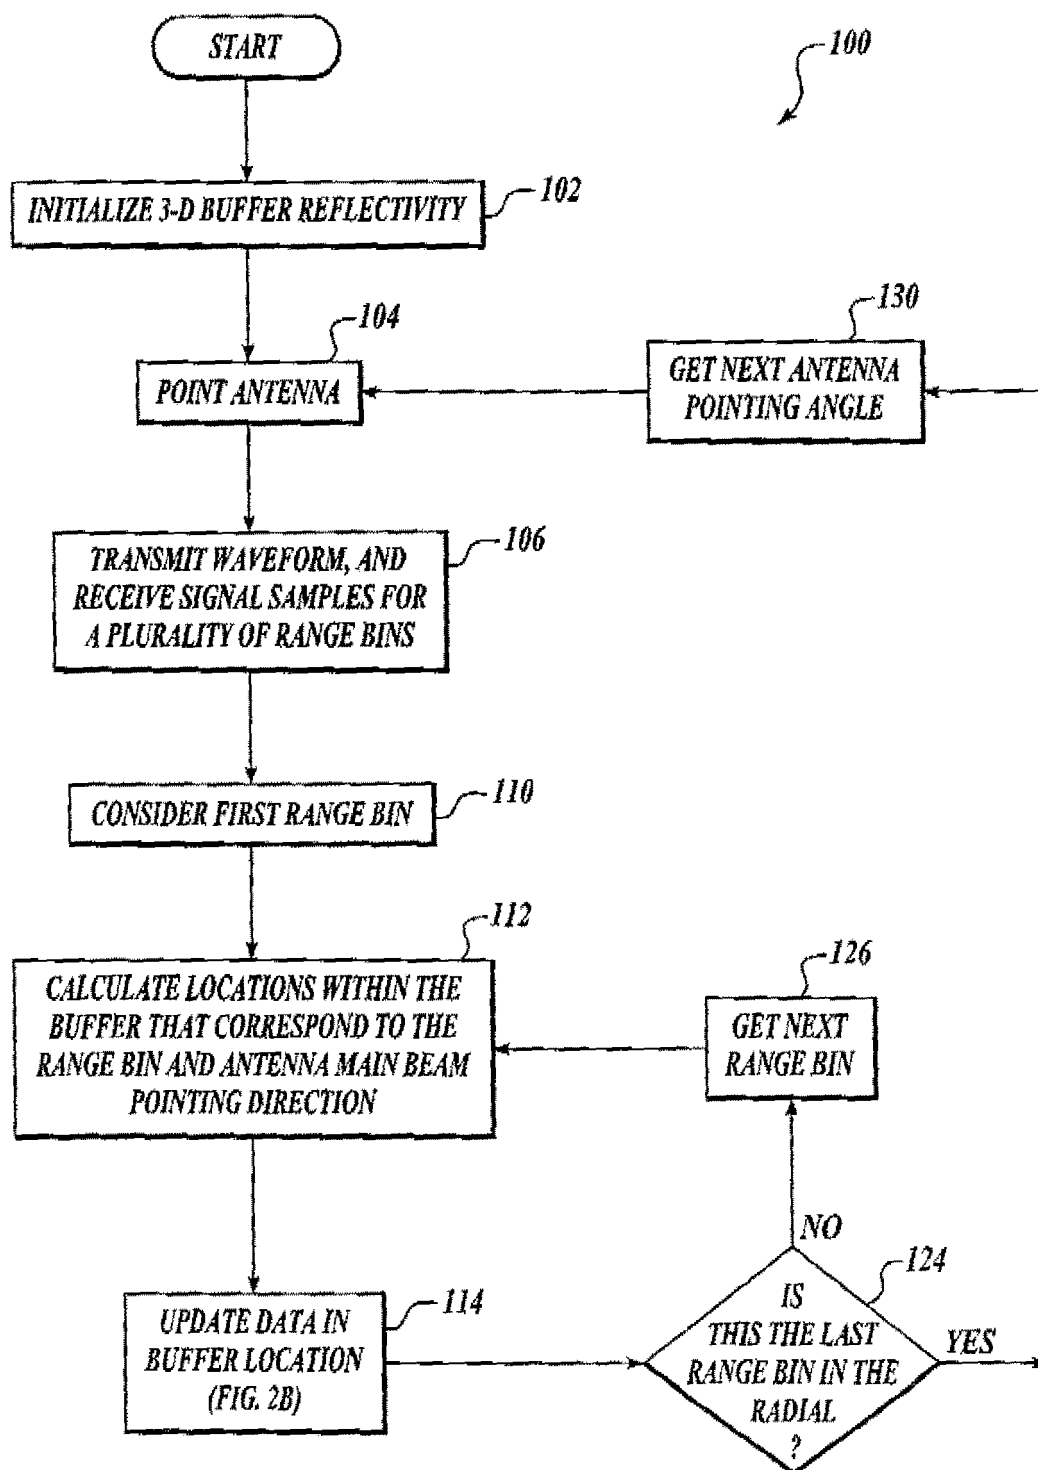 START
100
INITIALIZE 3-D BUFFER REFLECTIVITY
102
104
POINT ANTENNA
130
GET NEXT ANTENNA
POINTING ANGLE
106
TRANSMIT WAVEFORM, AND
RECEIVE SIGNAL SAMPLES FOR
A PLURALITY OF RANGE BINS
110
CONSIDER FIRST RANGE BIN
112
CALCULATE LOCATIONS WITHIN THE
BUFFER THAT CORRESPOND TO THE
RANGE BIN AND ANTENNA MAIN BEAM
POINTING DIRECTION
126
GET NEXT
RANGE BIN
NO
114
UPDATE DATA IN
BUFFER LOCATION
(FIG. 2B)
124
IS
THIS THE LAST
RANGE BIN IN THE
RADIAL
?
YES